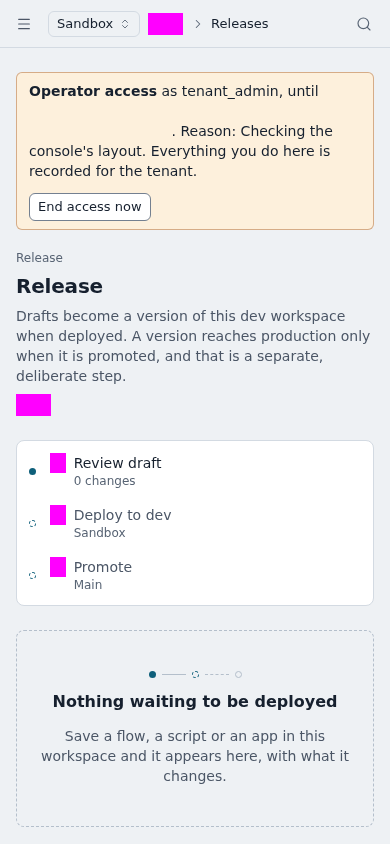 Sandbox
Releases
Operator access as tenant_admin, until
. Reason: Checking the
console's layout. Everything you do here is
recorded for the tenant.
End access now
Release
Release
Drafts become a version of this dev workspace
when deployed. A version reaches production only
when it is promoted, and that is a separate,
deliberate step.
Review draft
0 changes
Deploy to dev
Sandbox
Promote
Main
Nothing waiting to be deployed
Save a flow, a script or an app in this
workspace and it appears here, with what it
changes.